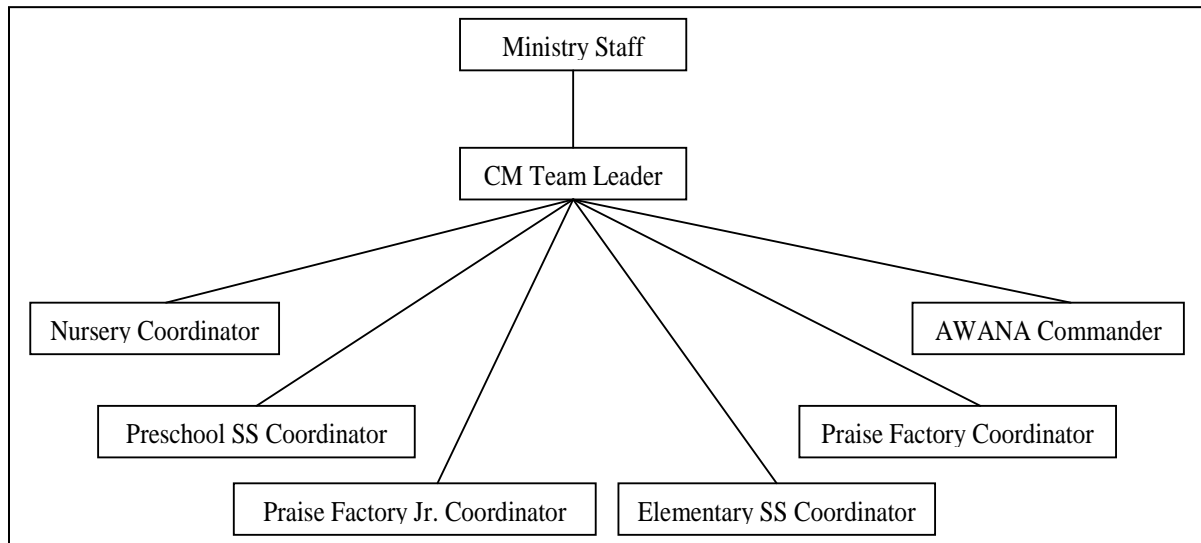 Ministry Staff
CM Team Leader
Nursery Coordinator
AWANA Commander
Preschool SS Coordinator
Praise Factory Coordinator
Praise Factory Jr. Coordinator
Elementary SS Coordinator